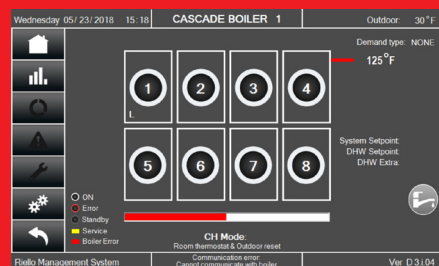 Wednesday 05/23/2018 15:18 CASCADE BOILER 1 Outdoor: 30°F
Demand type: NONE
125°F
1 2 3 4
L
System Setpoint:
DHW Setpoint:
DHW Extra:
5 6 7 8
ON
Error
Standby
Service
Boiler Error
CH Mode:
Room thermostat & Outdoor reset
Riello Management System
Communication error:
Cannot communicate with boiler
Ver D3i.04